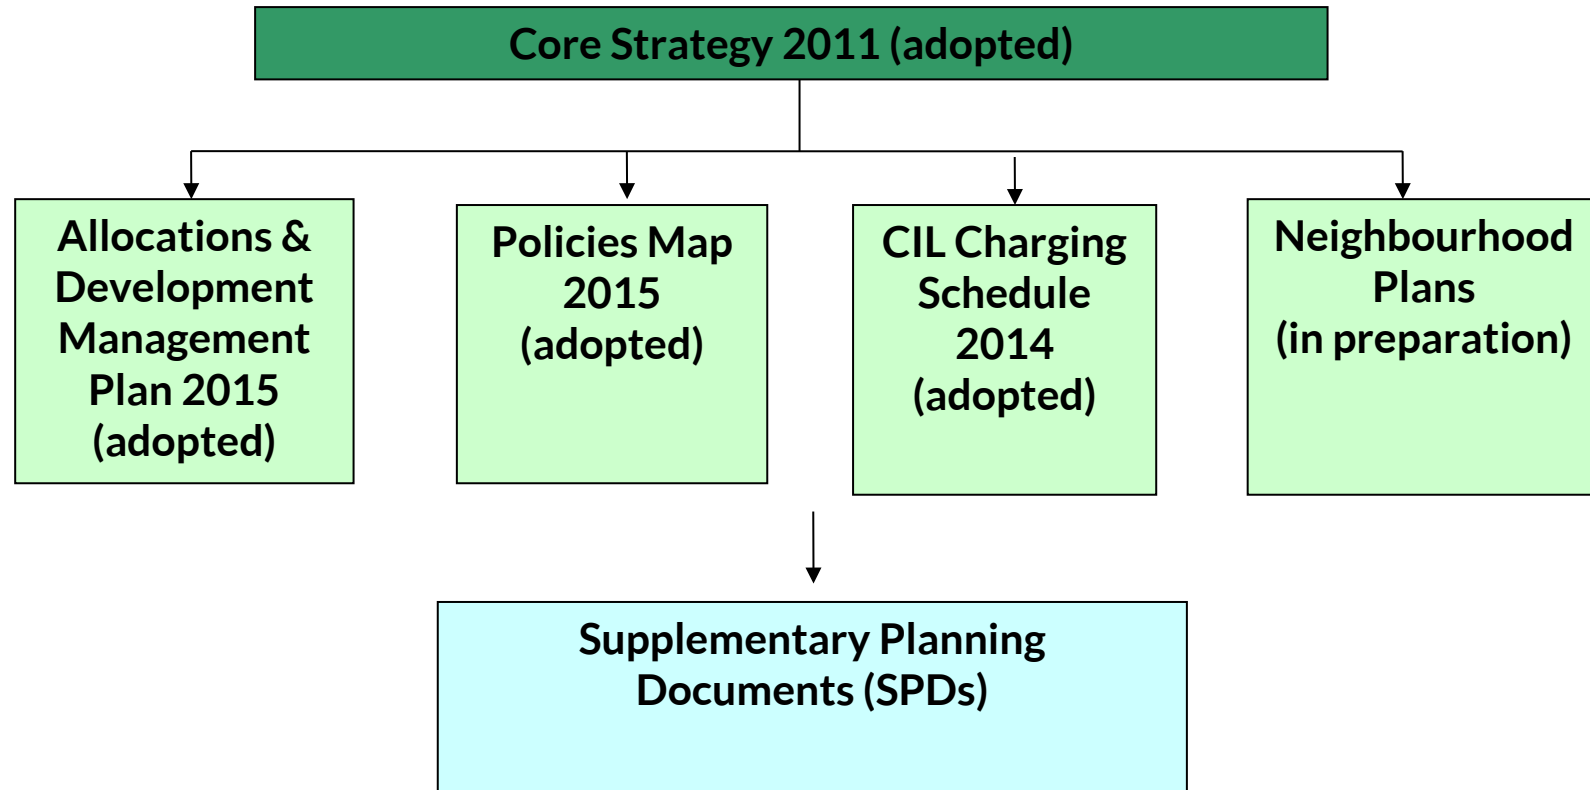 Core Strategy 2011 (adopted)
Allocations &
Development
Management
Plan 2015
(adopted)
Policies Map
2015
(adopted)
CIL Charging
Schedule
2014
(adopted)
Neighbourhood
Plans
(in preparation)
Supplementary Planning
Documents (SPDs)